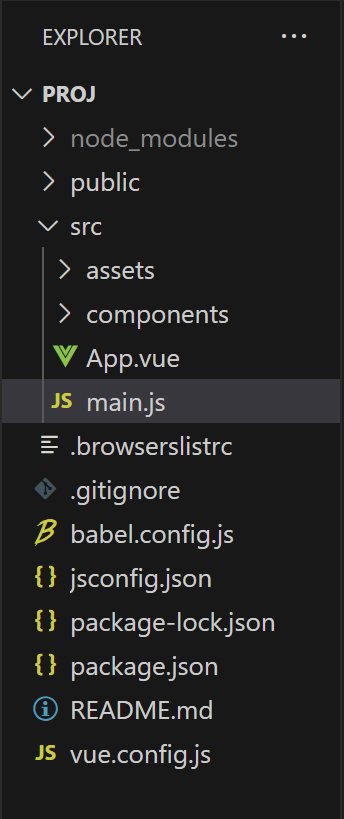 EXPLORER
PROJ
node_modules
public
src
assets
components
App.vue
JS main.js
.browserslistrc
.gitignore
B babel.config.js
{} jsconfig.json
{} package-lock.json
{} package.json
README.md
JS vue.config.js